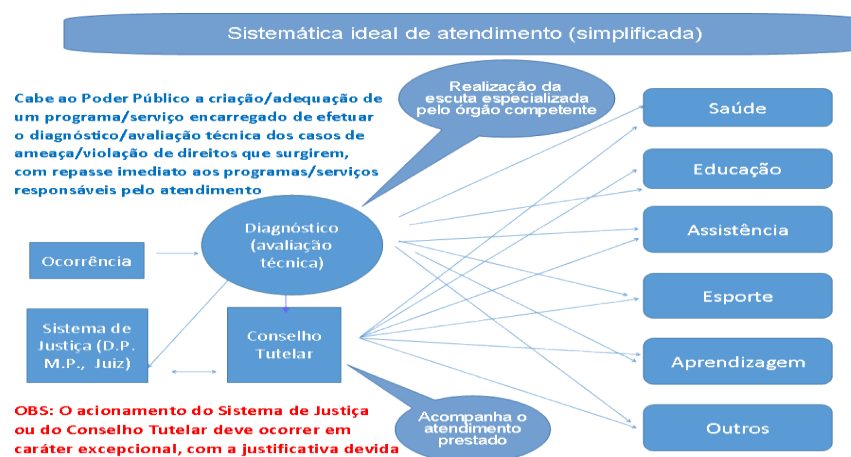 Sistemática ideal de atendimento (simplificada)
Cabe ao Poder Público a criação/adequação de
um programa/serviço encarregado de efetuar
o diagnóstico/avaliação técnica dos casos de
ameaça/violação de direitos que surgirem,
com repasse imediato aos programas/serviços
responsáveis pelo atendimento
Realização da
escuta especializada
pelo órgão competente
Saúde
Educação
Assistência
Esporte
Aprendizagem
Outros
Diagnóstico
(avaliação
técnica)
Ocorrência
Sistema de
Justiça (D.P.
M.P., Juiz)
Conselho
Tutelar
Acompanha o
atendimento
prestado
OBS: O acionamento do Sistema de Justiça
ou do Conselho Tutelar deve ocorrer em
caráter excepcional, com a justificativa devida